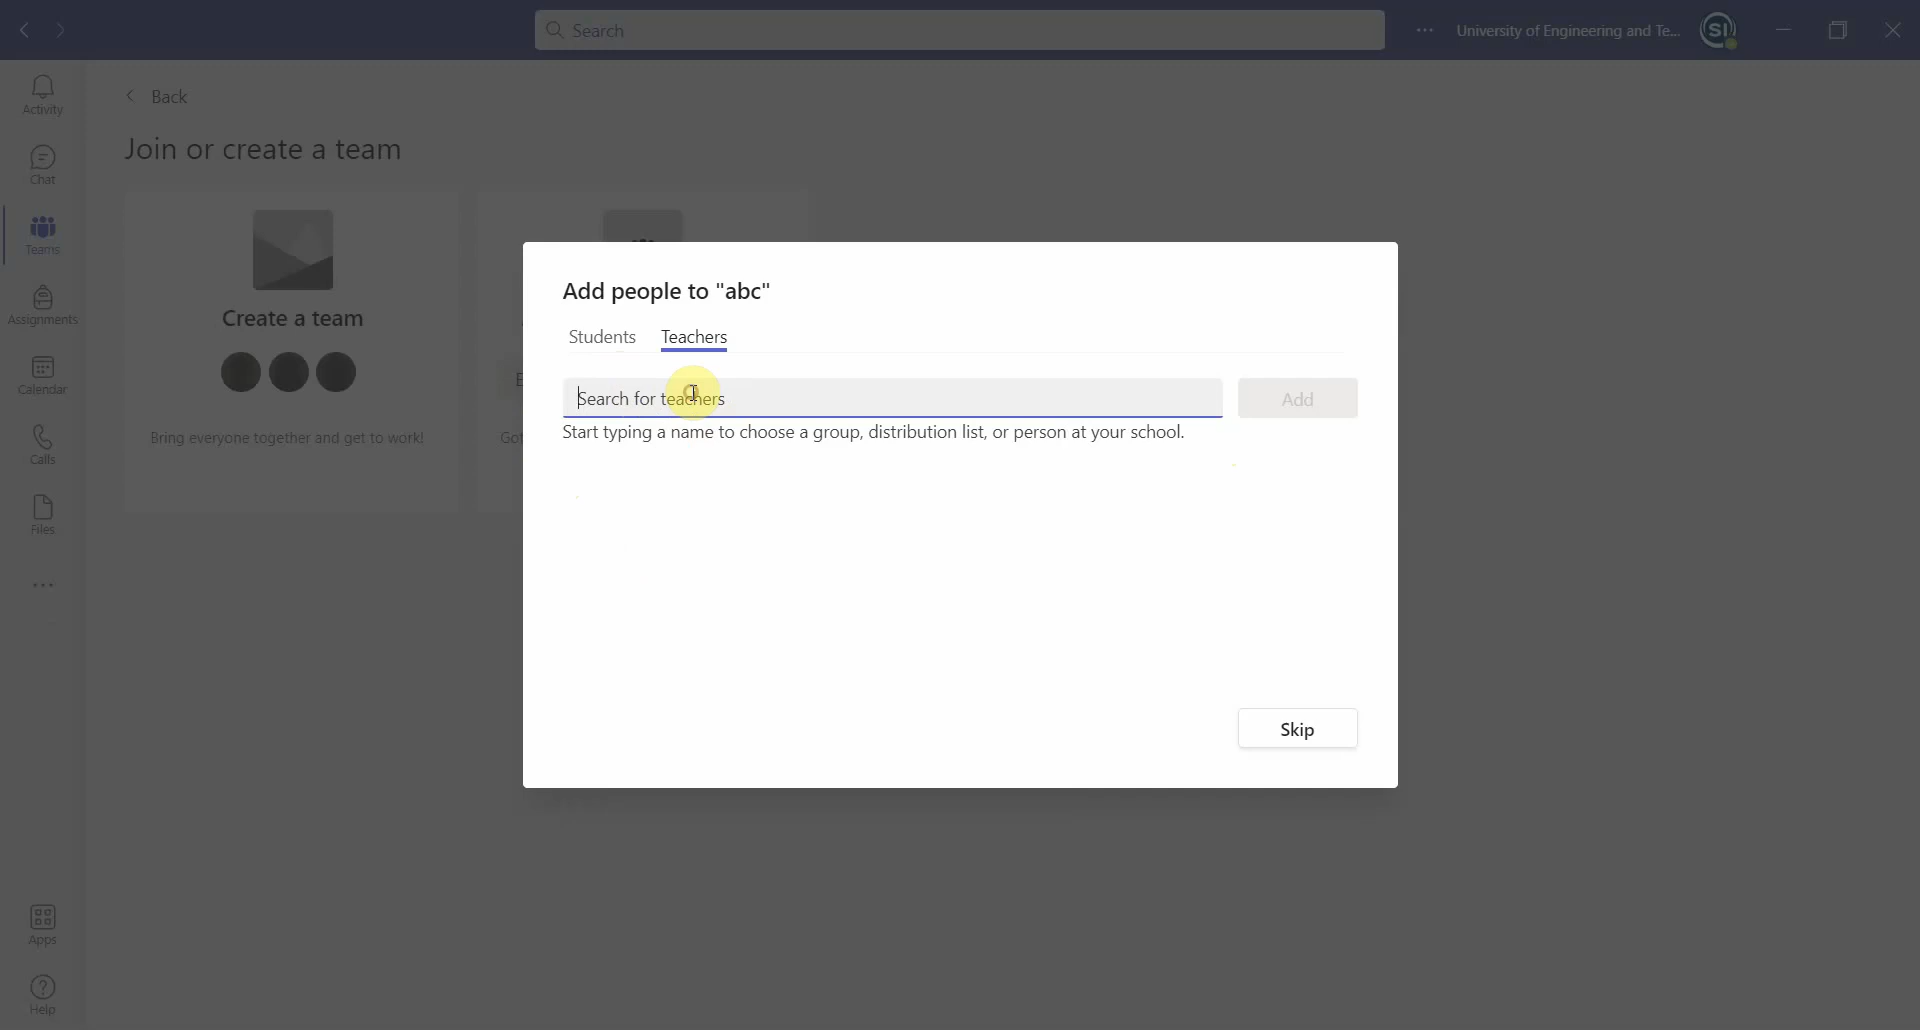 Search
University of Engineering and Te...
SI
Activity
Chat
Teams
Assignments
Calendar
Calls
Files
Apps
Help
Back
Join or create a team
Create a team
Bring everyone together and get to work!
Got
Add people to "abc"
Students Teachers
Search for teachers
Add
Start typing a name to choose a group, distribution list, or person at your school.
Skip